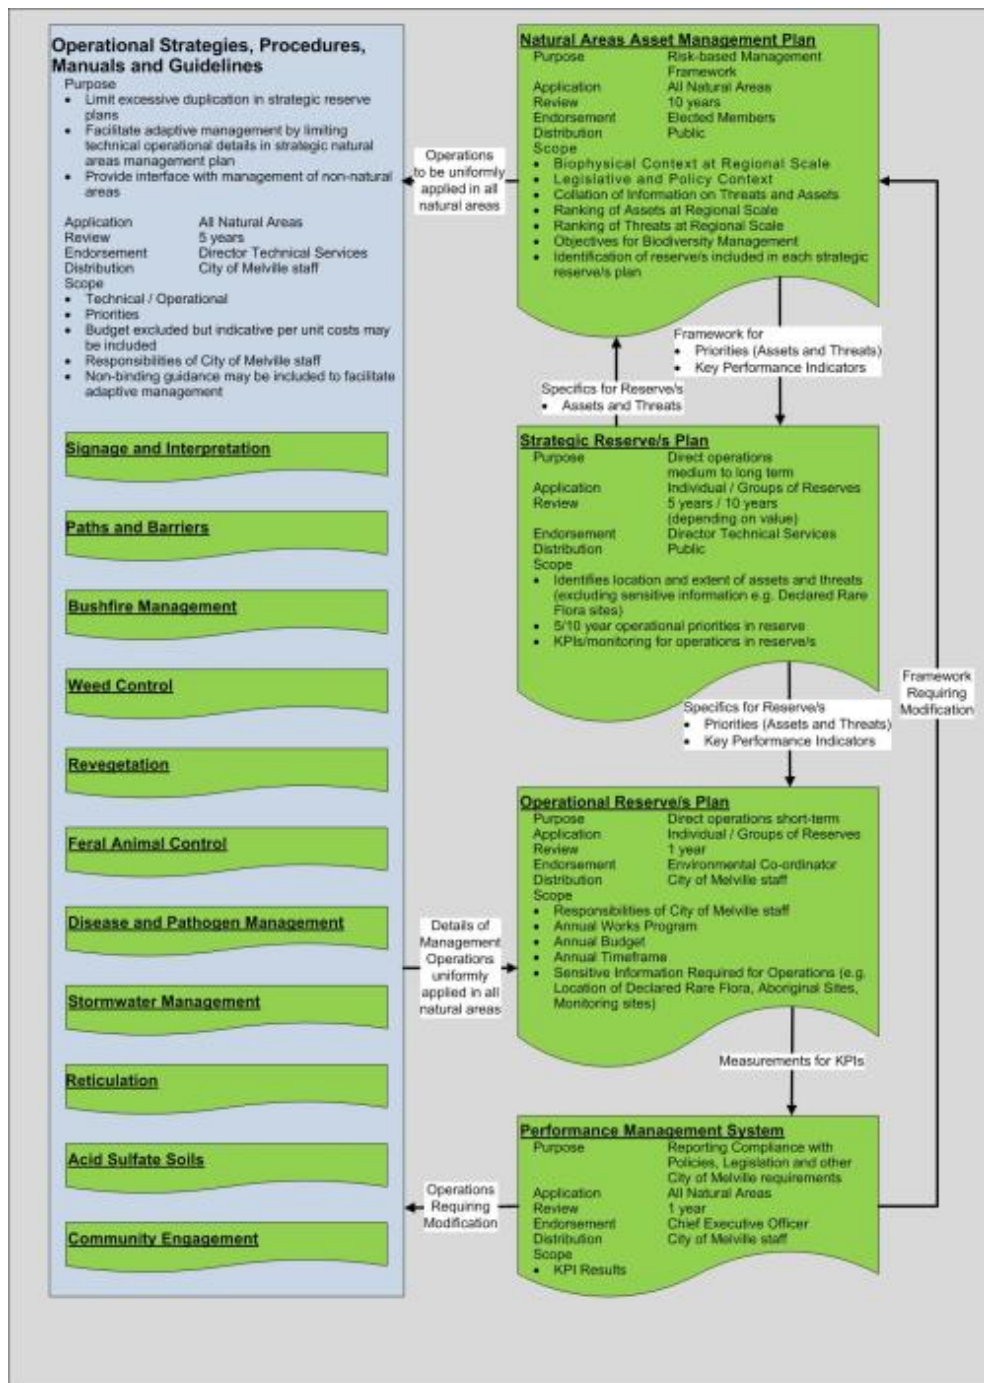 Operational Strategies, Procedures,
Manuals and Guidelines
Purpose
• Limit excessive duplication in strategic reserve
plans
• Facilitate adaptive management by limiting
technical operational details in strategic natural
areas management plan
• Provide interface with management of non-natural
areas
Application All Natural Areas
Review 5 years
Endorsement Director Technical Services
Distribution City of Melville staff
Scope
• Technical / Operational
• Priorities
• Budget excluded but indicative per unit costs may
be included
• Responsibilities of City of Melville staff
• Non-binding guidance may be included to facilitate
adaptive management
Signage and Interpretation
Paths and Barriers
Bushfire Management
Weed Control
Revegetation
Feral Animal Control
Disease and Pathogen Management
Stormwater Management
Reticulation
Acid Sulfate Soils
Community Engagement
Operations
to be uniformly
applied in all
natural areas
Details of
Management
Operations
uniformly
applied in all
natural areas
Operations
Requiring
Modification
Natural Areas Asset Management Plan
Purpose Risk-based Management
Framework
Application All Natural Areas
Review 10 years
Endorsement Elected Members
Distribution Public
Scope
• Biophysical Context at Regional Scale
• Legislative and Policy Context
• Collation of Information on Threats and Assets
• Ranking of Assets at Regional Scale
• Ranking of Threats at Regional Scale
• Objectives for Biodiversity Management
• Identification of reserve/s included in each strategic
reserve/s plan
Framework for
• Priorities (Assets and Threats)
• Key Performance Indicators
Specifics for Reserve/s
• Assets and Threats
Strategic Reserve/s Plan
Purpose Direct operations
medium to long term
Application Individual / Groups of Reserves
Review 5 years / 10 years
(depending on value)
Endorsement Director Technical Services
Distribution Public
Scope
• Identifies location and extent of assets and threats
(excluding sensitive information e.g. Declared Rare
Flora sites)
• 5/10 year operational priorities in reserve
• KPIs/monitoring for operations in reserve/s
Specifics for Reserve/s
• Priorities (Assets and Threats)
• Key Performance Indicators
Framework
Requiring
Modification
Operational Reserve/s Plan
Purpose Direct operations short-term
Application Individual / Groups of Reserves
Review 1 year
Endorsement Environmental Co-ordinator
Distribution City of Melville staff
Scope
• Responsibilities of City of Melville staff
• Annual Works Program
• Annual Budget
• Annual Timeframe
• Sensitive Information Required for Operations (e.g.
Location of Declared Rare Flora, Aboriginal Sites,
Monitoring sites)
Measurements for KPIs
Performance Management System
Purpose Reporting Compliance with
Policies, Legislation and other
City of Melville requirements
Application All Natural Areas
Review 1 year
Endorsement Chief Executive Officer
Distribution City of Melville staff
Scope
• KPI Results